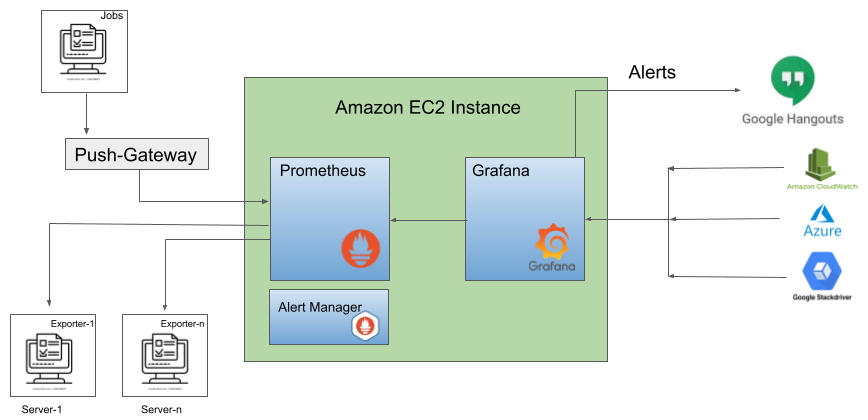 Jobs
Alerts
Amazon EC2 Instance
Google Hangouts
Push-Gateway
Prometheus
Grafana
Amazon CloudWatch
Azure
Grafana
Google Stackdriver
Alert Manager
Exporter-1
Exporter-n
Server-1
Server-n